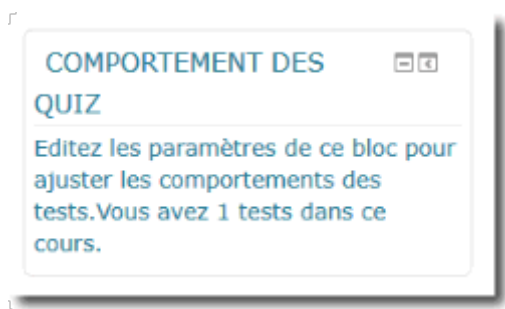 COMPORTEMENT DES
QUIZ
Editez les paramètres de ce bloc pour
ajuster les comportements des
tests.Vous avez 1 tests dans ce
cours.